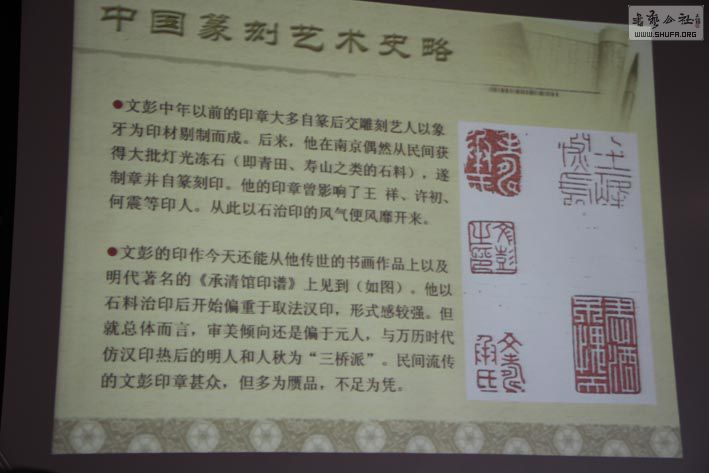 书艺公社
WWW.SHUFA.ORG
中国篆刻艺术史略
●文彭中年以前的印章大多自篆后交雕刻艺人以象
牙为印材剔制而成。后来，他在南京偶然从民间获
得大批灯光冻石（即青田、寿山之类的石料），遂
制章并自篆刻印。他的印章曾影响了王 祥、许初、
何震等印人。从此以石治印的风气便风靡开来。
●文彭的印作今天还能从他传世的书画作品上以及
明代著名的《承清馆印谱》上见到（如图）。他以
石料治印后开始偏重于取法汉印，形式感较强。但
就总体而言，审美倾向还是偏于元人，与万历时代
仿汉印热后的明人和人秋为“三桥派”。民间流传
的文彭印章甚众，但多为赝品，不足为凭。
文彭
之印
文寿
承氏